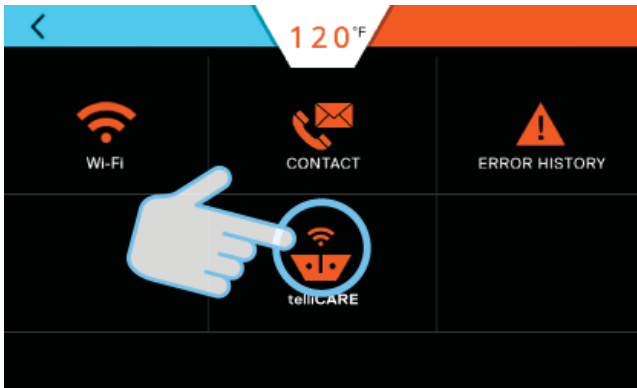 120°F
Wi-Fi
CONTACT
ERROR HISTORY
telliCARE